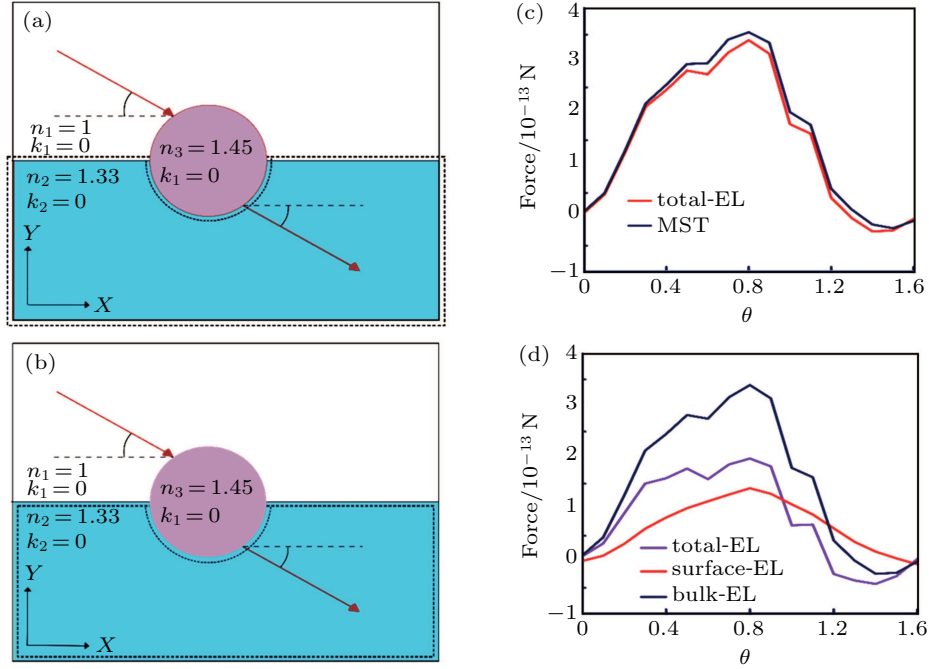 (a)
n₁ = 1
k₁ = 0
n₃ = 1.45
k₁ = 0
n₂ = 1.33
k₂ = 0
Y
X
(b)
n₁ = 1
k₁ = 0
n₃ = 1.45
k₁ = 0
n₂ = 1.33
k₂ = 0
Y
X
(c)
Force/10⁻¹³ N
4
3
2
1
0
−1
total-EL
MST
0
0.4
0.8
1.2
1.6
θ
(d)
Force/10⁻¹³ N
4
3
2
1
0
−1
total-EL
surface-EL
bulk-EL
0
0.4
0.8
1.2
1.6
θ